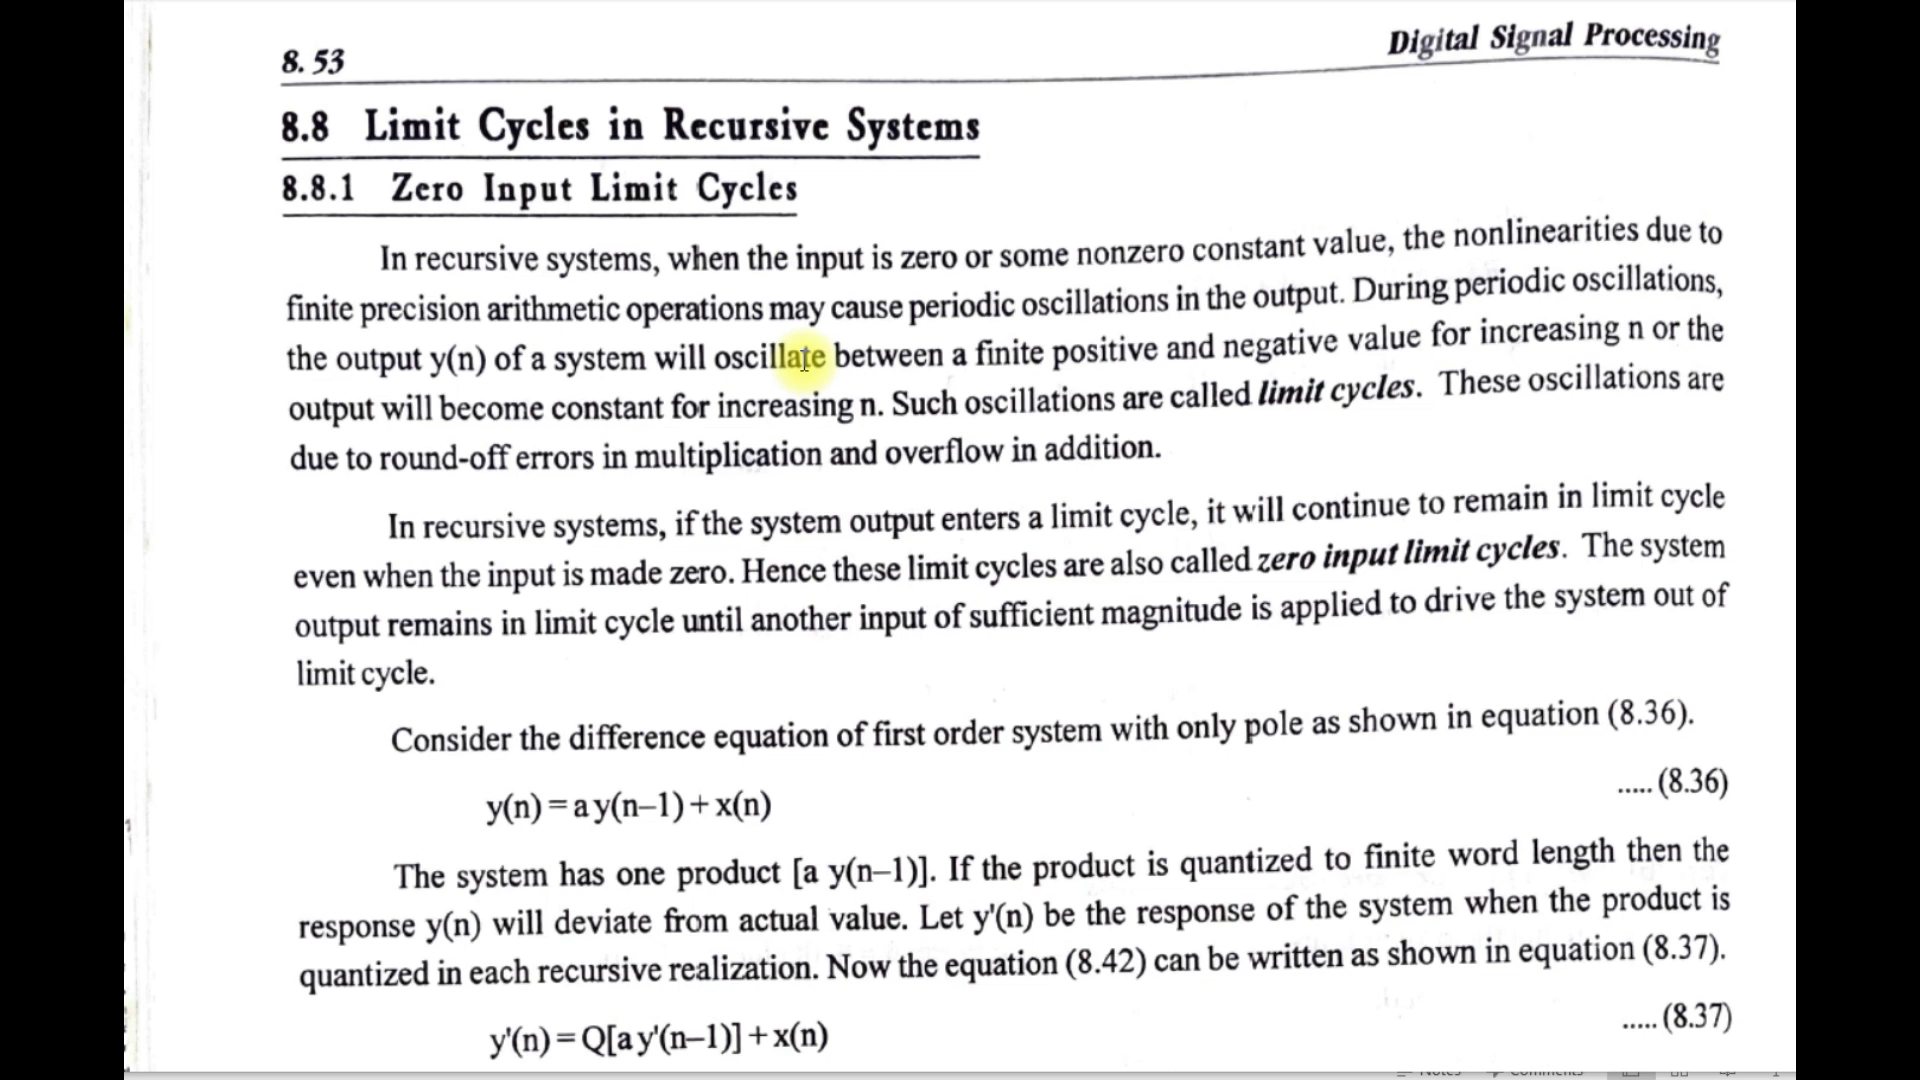 8.53
Digital Signal Processing
8.8 Limit Cycles in Recursive Systems
8.8.1 Zero Input Limit Cycles
In recursive systems, when the input is zero or some nonzero constant value, the nonlinearities due to
finite precision arithmetic operations may cause periodic oscillations in the output. During periodic oscillations,
the output y(n) of a system will oscillate between a finite positive and negative value for increasing n or the
output will become constant for increasing n. Such oscillations are called limit cycles. These oscillations are
due to round-off errors in multiplication and overflow in addition.
In recursive systems, if the system output enters a limit cycle, it will continue to remain in limit cycle
even when the input is made zero. Hence these limit cycles are also called zero input limit cycles. The system
output remains in limit cycle until another input of sufficient magnitude is applied to drive the system out of
limit cycle.
Consider the difference equation of first order system with only pole as shown in equation (8.36).
y(n) = a y(n–1) + x(n) ..... (8.36)
The system has one product [a y(n–1)]. If the product is quantized to finite word length then the
response y(n) will deviate from actual value. Let y'(n) be the response of the system when the product is
quantized in each recursive realization. Now the equation (8.42) can be written as shown in equation (8.37).
y'(n) = Q[a y'(n–1)] + x(n) ..... (8.37)